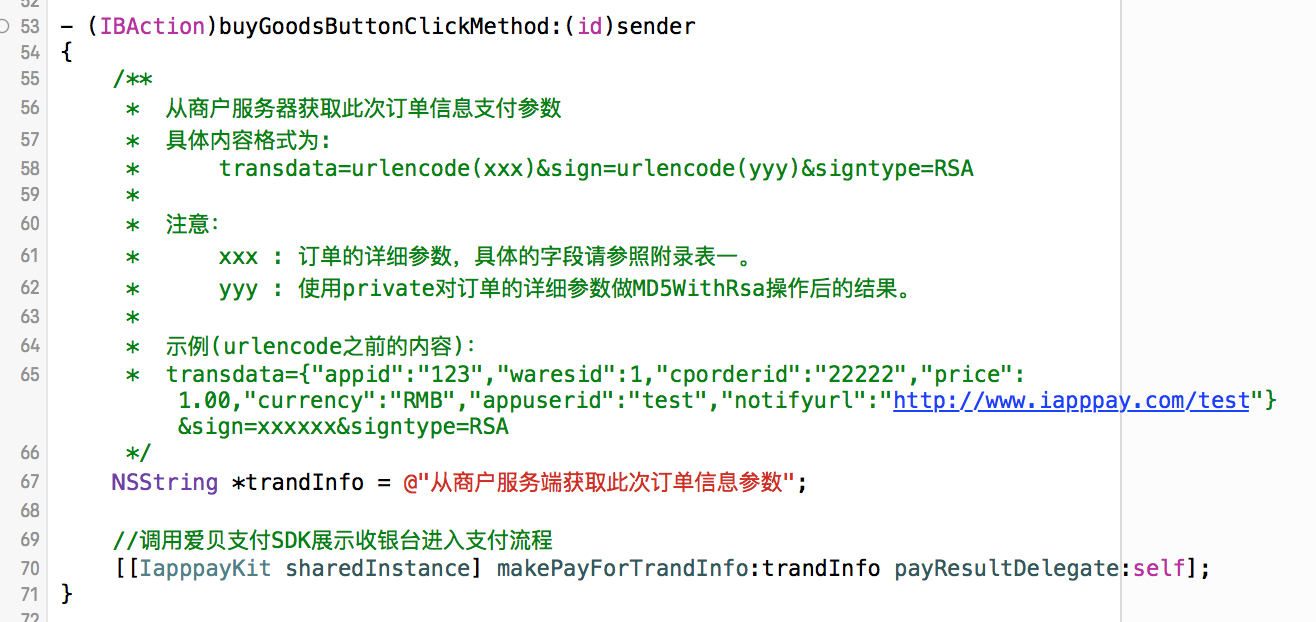 52
53 - (IBAction)buyGoodsButtonClickMethod:(id)sender
54 {
55 /**
56 * 从商户服务器获取此次订单信息支付参数
57 * 具体内容格式为:
58 * transdata=urlencode(xxx)&sign=urlencode(yyy)&signtype=RSA
59 *
60 * 注意:
61 * xxx : 订单的详细参数，具体的字段请参照附录表一。
62 * yyy : 使用private对订单的详细参数做MD5WithRsa操作后的结果。
63 *
64 * 示例(urlencode之前的内容):
65 * transdata={"appid":"123","waresid":1,"cporderid":"22222","price":
1.00,"currency":"RMB","appuserid":"test","notifyurl":"http://www.iapppay.com/test"}
&sign=xxxxxx&signtype=RSA
66 */
67 NSString *trandInfo = @"从商户服务端获取此次订单信息参数";
68
69 //调用爱贝支付SDK展示收银台进入支付流程
70 [[IapppayKit sharedInstance] makePayForTrandInfo:trandInfo payResultDelegate:self];
71 }
72